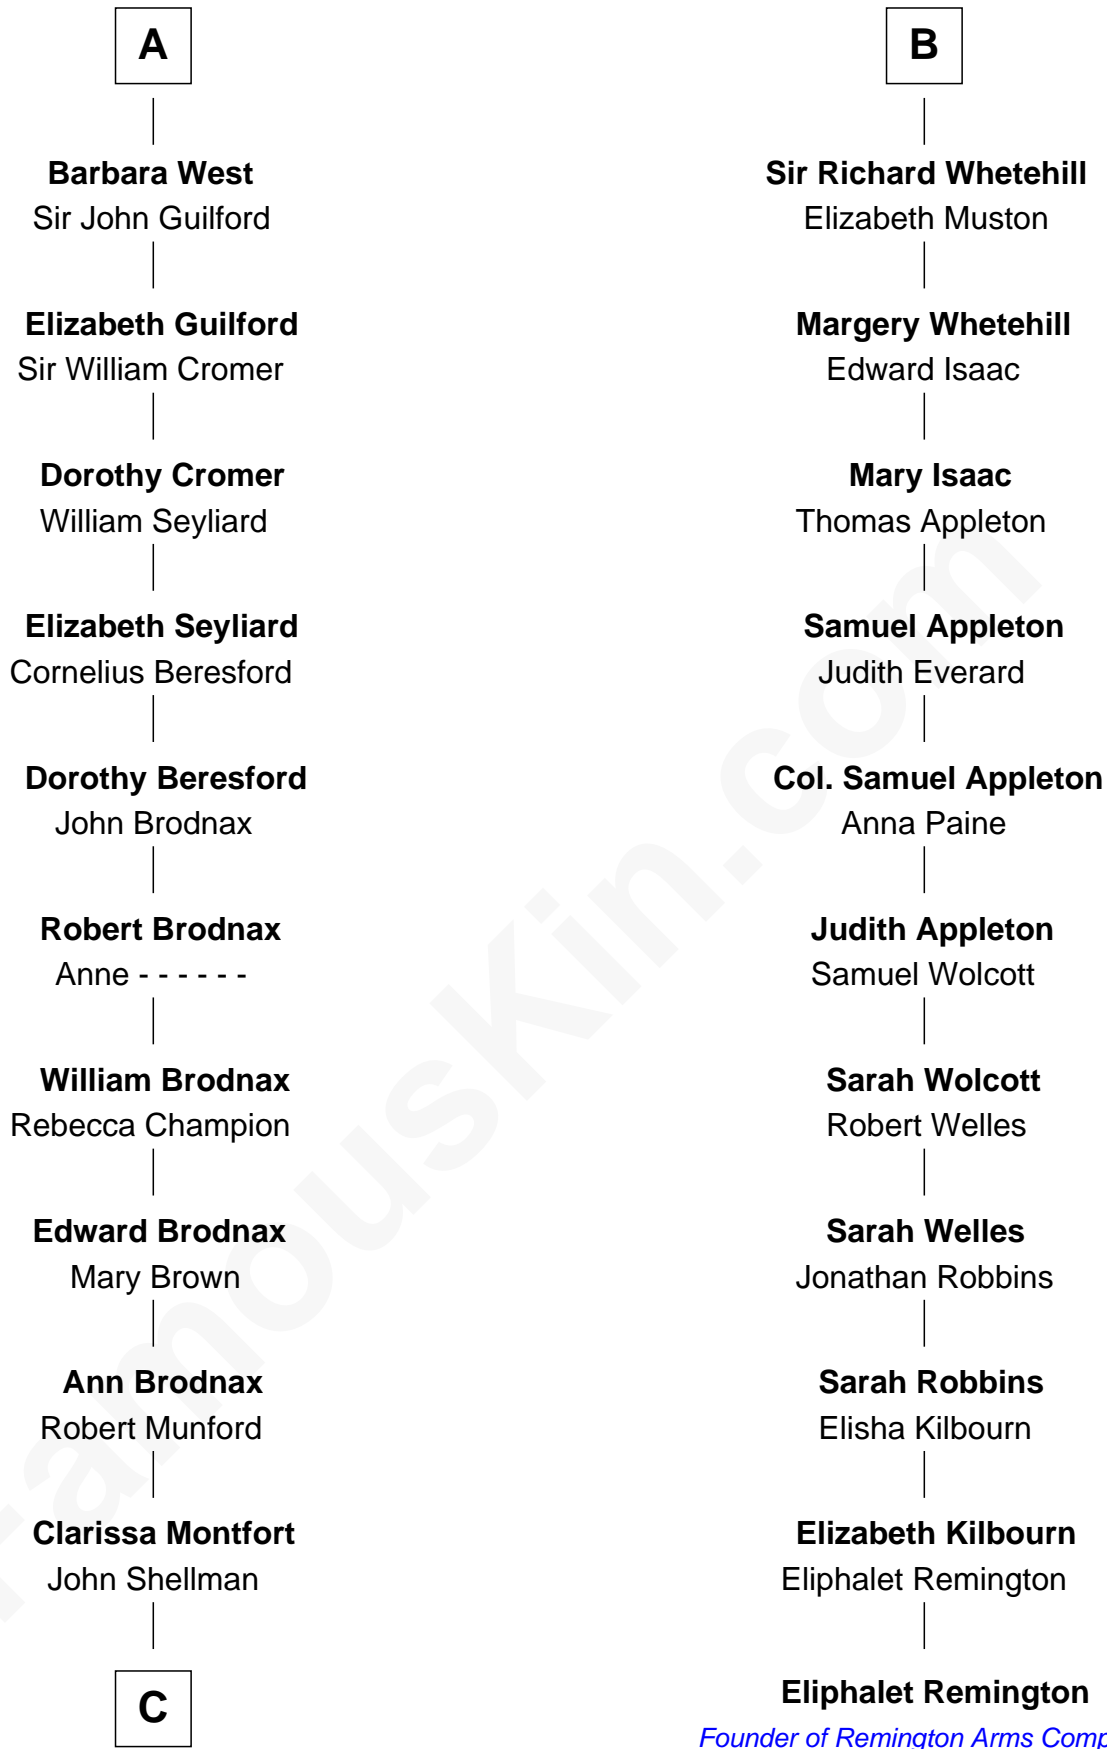 A
Barbara West
Sir John Guilford
Elizabeth Guilford
Sir William Cromer
Dorothy Cromer
William Seyliard
Elizabeth Seyliard
Cornelius Beresford
Dorothy Beresford
John Brodnax
Robert Brodnax
Anne - - - - - -
William Brodnax
Rebecca Champion
Edward Brodnax
Mary Brown
Ann Brodnax
Robert Munford
Clarissa Montfort
John Shellman
C
B
Sir Richard Whetehill
Elizabeth Muston
Margery Whetehill
Edward Isaac
Mary Isaac
Thomas Appleton
Samuel Appleton
Judith Everard
Col. Samuel Appleton
Anna Paine
Judith Appleton
Samuel Wolcott
Sarah Wolcott
Robert Welles
Sarah Welles
Jonathan Robbins
Sarah Robbins
Elisha Kilbourn
Elizabeth Kilbourn
Eliphalet Remington
Eliphalet Remington
Founder of Remington Arms Comp
FamousKin.com